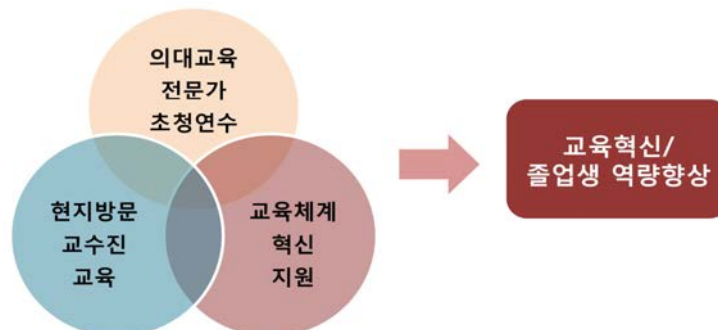 의대교육
전문가
초청연수
현지방문
교수진
교육
교육체계
혁신
지원
교육혁신/
졸업생 역량향상